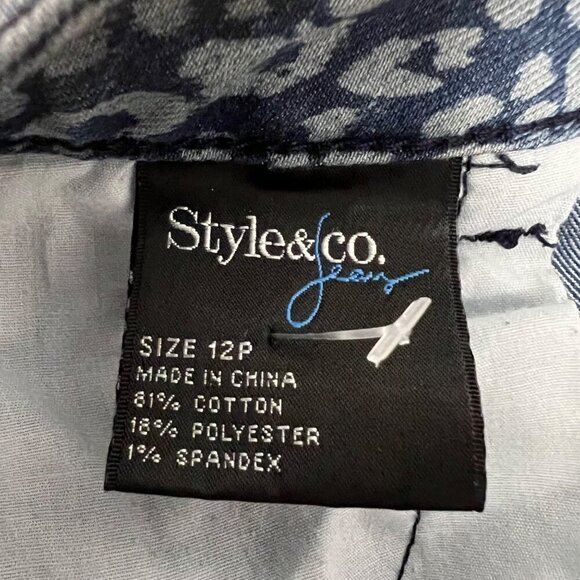 Style&co.
Jeans
SIZE 12P
MADE IN CHINA
81% COTTON
18% POLYESTER
1% SPANDEX